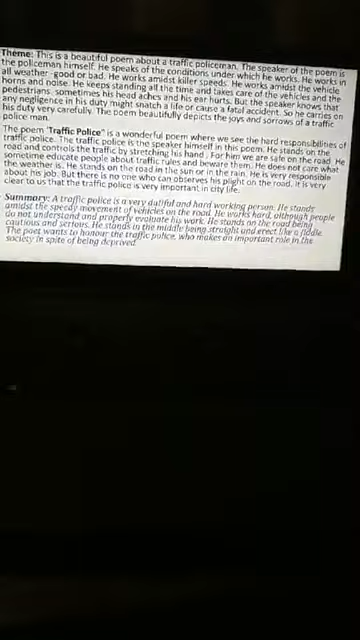 Theme: This is a beautiful poem about a traffic policeman. The speaker of the poem is
the policeman himself. He speaks of the conditions under which he works. He works in
all weather -good or bad. He works amidst killer speeds. He works amidst the vehicle
horns and noise. He keeps standing all the time and takes care of the vehicles and the
pedestrians. sometimes his head aches and his ear hurts. But the speaker knows that
any negligence in his duty might snatch a life or cause a fatal accident. So he carries on
his duty very carefully. The poem beautifully depicts the joys and sorrows of a traffic
police man.
The poem "Traffic Police" is a wonderful poem where we see the hard responsibilities of
traffic police. The traffic police is the speaker himself in this poem. He stands on the
road and controls the traffic by stretching his hand . For him we are safe on the road. He
sometime educate people about traffic rules and beware them. He does not care what
the weather is. He stands on the road in the sun or in the rain. He is very responsible
about his job. But there is no one who can observes his plight on the road. It is very
clear to us that the traffic police is very important in city life.
Summary: A traffic police is a very dutiful and hard working person. He stands
amidst the speedy movement of vehicles on the road. He works hard, although people
do not understand and properly evaluate his work. He stands on the road being
cautious and serious. He stands in the middle being straight and erect like a fiddle.
The poet wants to honour the traffic police, who makes an important role in the
society in spite of being deprived.